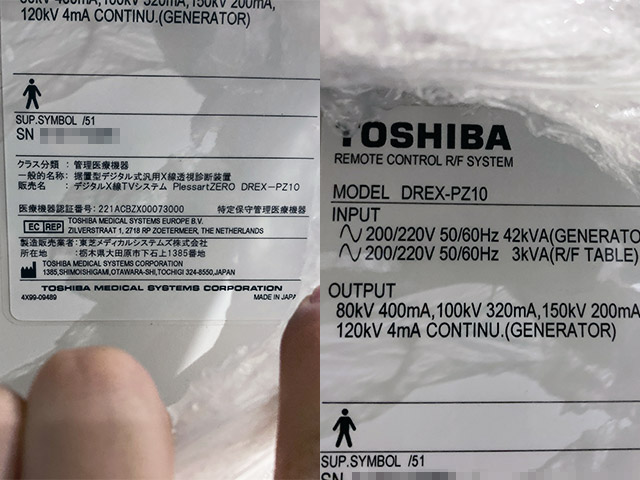 80kV 400mA,100kV 320mA,150kV 200mA,
120kV 4mA CONTINU.(GENERATOR)
SUP.SYMBOL /51
SN
クラス分類 : 管理医療機器
一般的名称: 据置型デジタル式汎用X線透視診断装置
販売名 : デジタルX線TVシステム PlessartZERO DREX-PZ10
医療機器認証番号: 221ACBZX00073000 特定保守管理医療機器
EC REP TOSHIBA MEDICAL SYSTEMS EUROPE B.V.
ZILVERSTRAAT 1, 2718 RP ZOETERMEER, THE NETHERLANDS
製造販売業者: 東芝メディカルシステムズ株式会社
所在地 :栃木県大田原市下石上1385番地
TOSHIBA MEDICAL SYSTEMS CORPORATION
1385,SHIMOISHIGAMI,OTAWARA-SHI,TOCHIGI 324-8550,JAPAN
TOSHIBA MEDICAL SYSTEMS CORPORATION
4X99-09489 MADE IN JAPA
TOSHIBA
REMOTE CONTROL R/F SYSTEM
MODEL DREX-PZ10
INPUT
200/220V 50/60Hz 42kVA(GENERATO
200/220V 50/60Hz 3kVA(R/F TABLE)
OUTPUT
80kV 400mA,100kV 320mA,150kV 200mA
120kV 4mA CONTINU.(GENERATOR)
SUP.SYMBOL /51
SN